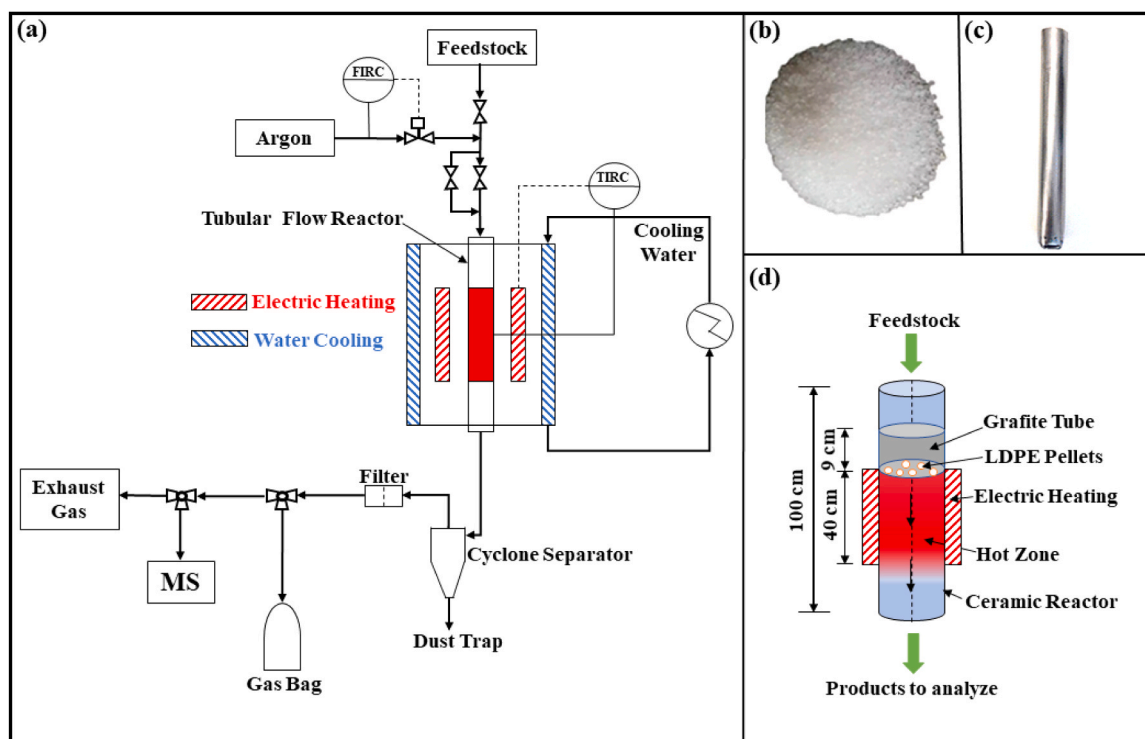 (a)
Feedstock
FIRC
Argon
TIRC
Tubular Flow Reactor
Cooling
Water
Electric Heating
Water Cooling
Filter
Exhaust
Gas
Cyclone Separator
MS
Dust Trap
Gas Bag
(b)
(c)
(d)
Feedstock
Grafite Tube
9 cm
LDPE Pellets
Electric Heating
100 cm
40 cm
Hot Zone
Ceramic Reactor
Products to analyze